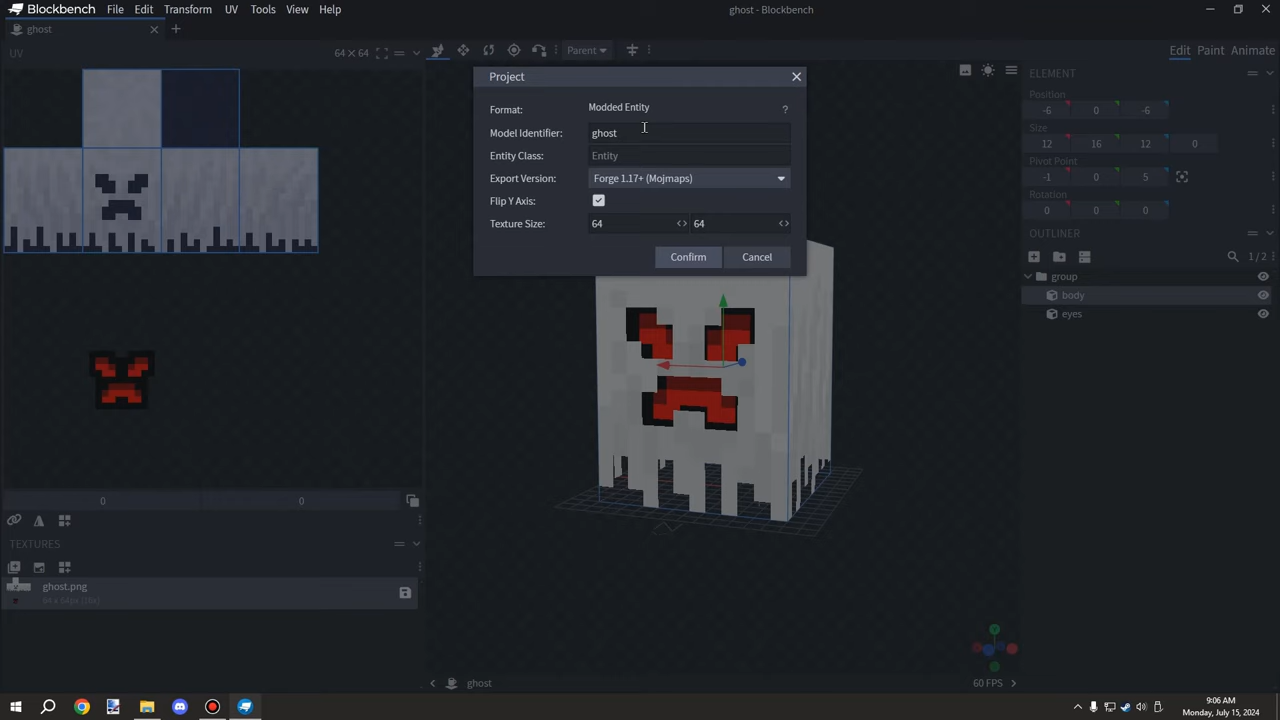 Blockbench File Edit Transform UV Tools Filter View Help
ghost - Blockbench
ghost
UV
64 × 64
Parent
Edit Paint Animate
Project
Format: Modded Entity ?
Model Identifier: ghost
Entity Class: Entity
Export Version: Forge 1.17+ (Mojmaps)
Flip Y Axis:
Texture Size: 64 64
Confirm Cancel
ELEMENT
Position
-6 0 -6
Size
12 16 12 0
Pivot Point
-1 0 5
Rotation
0 0 0
OUTLINER
1 / 2
group
body
eyes
0 0
TEXTURES
ghost.png
ghost
60 FPS
9:06 AM
Monday, July 15, 2024